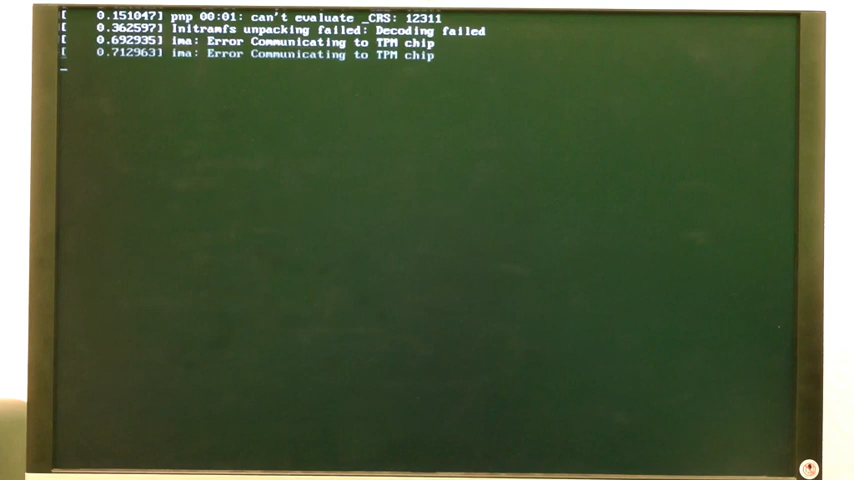 [    0.151047] pnp 00:01: can't evaluate _CRS: 12311
[    0.362597] Initramfs unpacking failed: Decoding failed
[    0.692935] ima: Error Communicating to TPM chip
[    0.712963] ima: Error Communicating to TPM chip
_